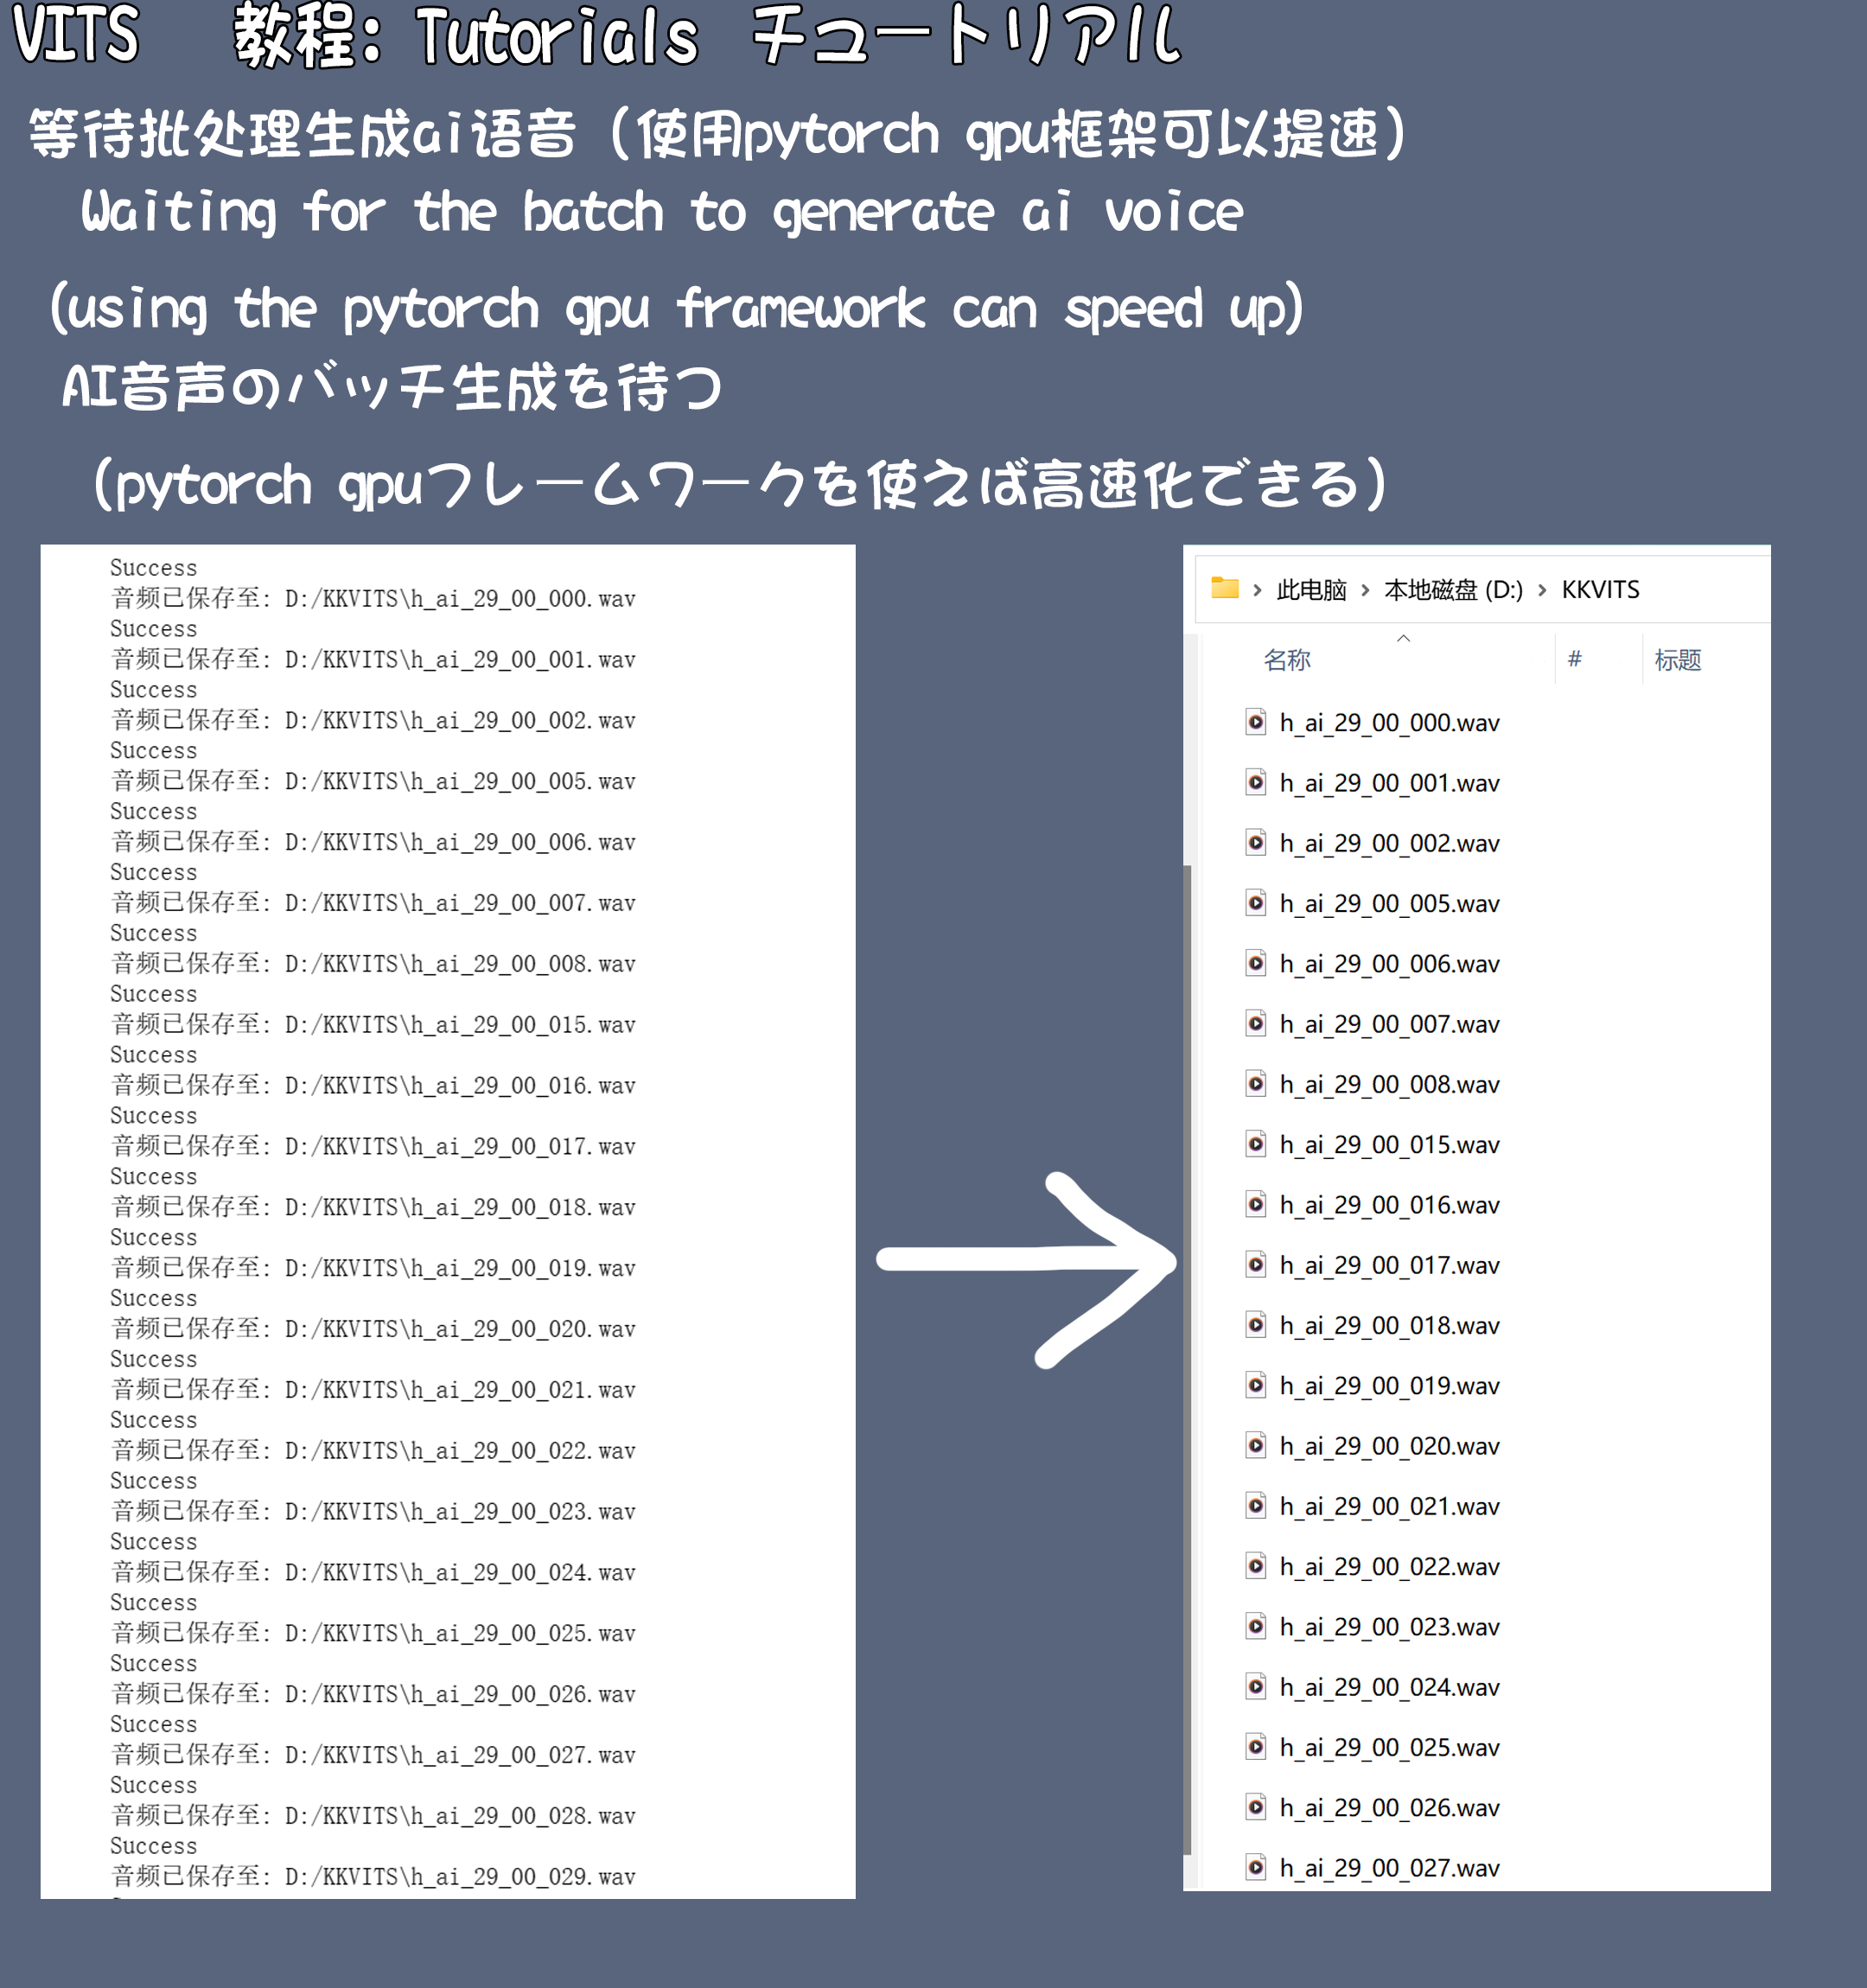 VITS 教程: Tutorials チュートリアル
等待批处理生成ai语音（使用pytorch gpu框架可以提速）
Waiting for the batch to generate ai voice
(using the pytorch gpu framework can speed up)
AI音声のバッチ生成を待つ
(pytorch gpuフレームワークを使えば高速化できる)
Success
音频已保存至: D:/KKVITS\h_ai_29_00_000.wav
Success
音频已保存至: D:/KKVITS\h_ai_29_00_001.wav
Success
音频已保存至: D:/KKVITS\h_ai_29_00_002.wav
Success
音频已保存至: D:/KKVITS\h_ai_29_00_005.wav
Success
音频已保存至: D:/KKVITS\h_ai_29_00_006.wav
Success
音频已保存至: D:/KKVITS\h_ai_29_00_007.wav
Success
音频已保存至: D:/KKVITS\h_ai_29_00_008.wav
Success
音频已保存至: D:/KKVITS\h_ai_29_00_015.wav
Success
音频已保存至: D:/KKVITS\h_ai_29_00_016.wav
Success
音频已保存至: D:/KKVITS\h_ai_29_00_017.wav
Success
音频已保存至: D:/KKVITS\h_ai_29_00_018.wav
Success
音频已保存至: D:/KKVITS\h_ai_29_00_019.wav
Success
音频已保存至: D:/KKVITS\h_ai_29_00_020.wav
Success
音频已保存至: D:/KKVITS\h_ai_29_00_021.wav
Success
音频已保存至: D:/KKVITS\h_ai_29_00_022.wav
Success
音频已保存至: D:/KKVITS\h_ai_29_00_023.wav
Success
音频已保存至: D:/KKVITS\h_ai_29_00_024.wav
Success
音频已保存至: D:/KKVITS\h_ai_29_00_025.wav
Success
音频已保存至: D:/KKVITS\h_ai_29_00_026.wav
Success
音频已保存至: D:/KKVITS\h_ai_29_00_027.wav
Success
音频已保存至: D:/KKVITS\h_ai_29_00_028.wav
Success
音频已保存至: D:/KKVITS\h_ai_29_00_029.wav
此电脑 › 本地磁盘 (D:) › KKVITS
名称 # 标题
h_ai_29_00_000.wav
h_ai_29_00_001.wav
h_ai_29_00_002.wav
h_ai_29_00_005.wav
h_ai_29_00_006.wav
h_ai_29_00_007.wav
h_ai_29_00_008.wav
h_ai_29_00_015.wav
h_ai_29_00_016.wav
h_ai_29_00_017.wav
h_ai_29_00_018.wav
h_ai_29_00_019.wav
h_ai_29_00_020.wav
h_ai_29_00_021.wav
h_ai_29_00_022.wav
h_ai_29_00_023.wav
h_ai_29_00_024.wav
h_ai_29_00_025.wav
h_ai_29_00_026.wav
h_ai_29_00_027.wav